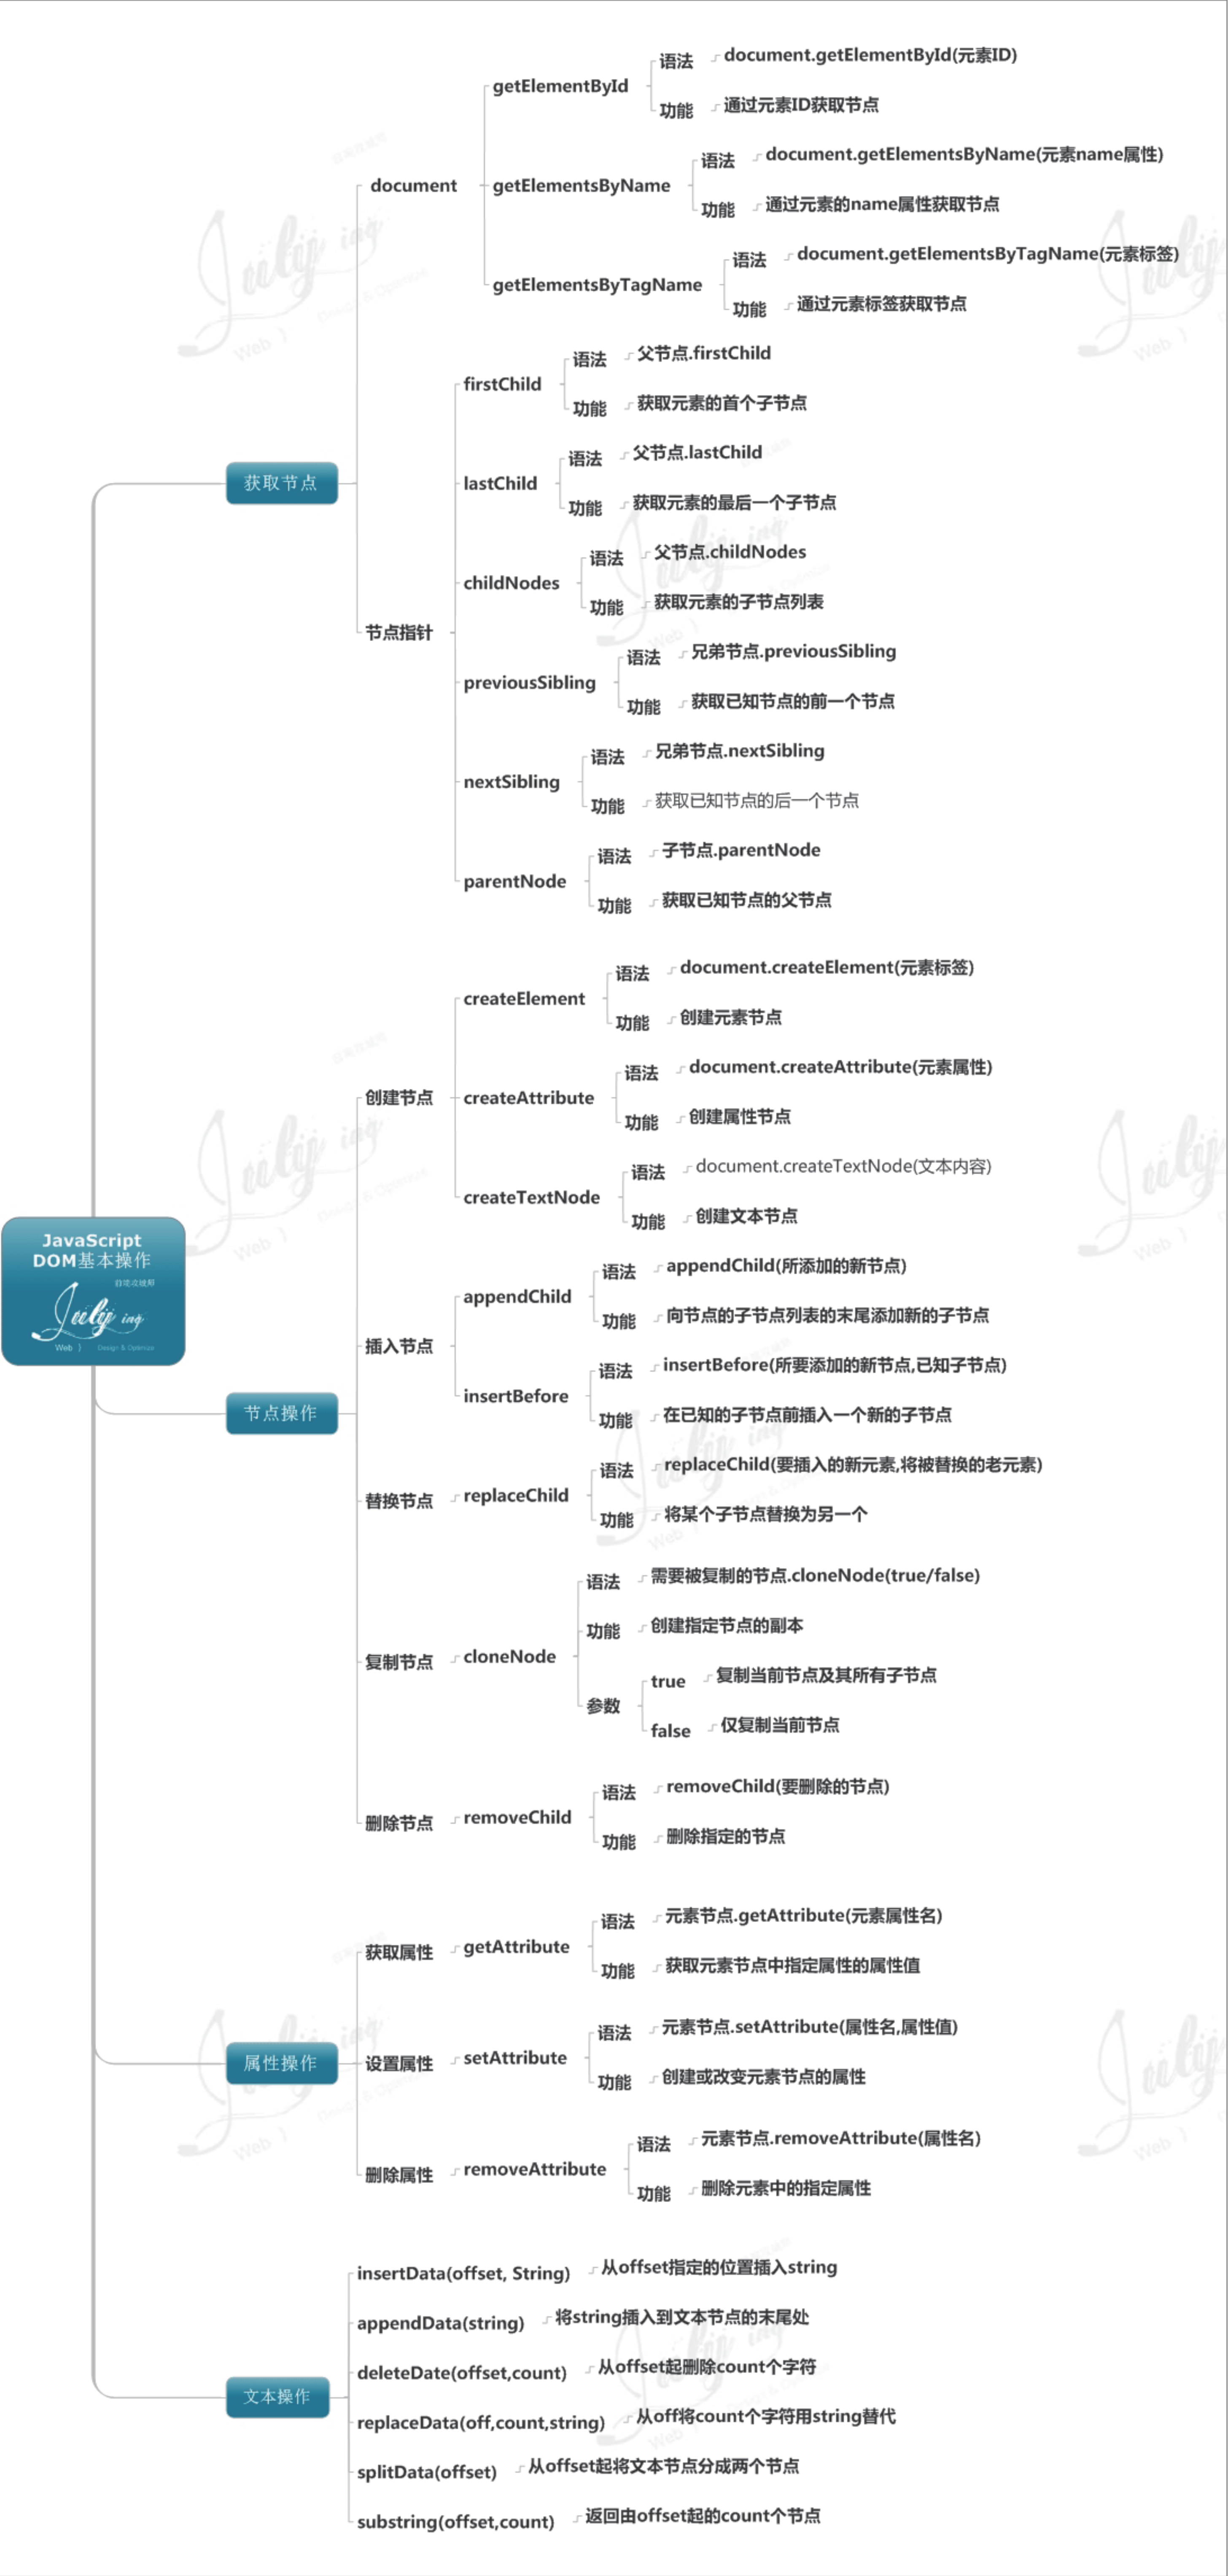 document
getElementById
语法
document.getElementById(元素ID)
功能
通过元素ID获取节点
getElementsByName
语法
document.getElementsByName(元素name属性)
功能
通过元素的name属性获取节点
getElementsByTagName
语法
document.getElementsByTagName(元素标签)
功能
通过元素标签获取节点
获取节点
节点指针
firstChild
语法
父节点.firstChild
功能
获取元素的首个子节点
lastChild
语法
父节点.lastChild
功能
获取元素的最后一个子节点
childNodes
语法
父节点.childNodes
功能
获取元素的子节点列表
previousSibling
语法
兄弟节点.previousSibling
功能
获取已知节点的前一个节点
nextSibling
语法
兄弟节点.nextSibling
功能
获取已知节点的后一个节点
parentNode
语法
子节点.parentNode
功能
获取已知节点的父节点
JavaScript
DOM基本操作
July ing
Web }
Design & Optimize
节点操作
创建节点
createElement
语法
document.createElement(元素标签)
功能
创建元素节点
createAttribute
语法
document.createAttribute(元素属性)
功能
创建属性节点
createTextNode
语法
document.createTextNode(文本内容)
功能
创建文本节点
插入节点
appendChild
语法
appendChild(所添加的新节点)
功能
向节点的子节点列表的末尾添加新的子节点
insertBefore
语法
insertBefore(所要添加的新节点,已知子节点)
功能
在已知的子节点前插入一个新的子节点
替换节点
replaceChild
语法
replaceChild(要插入的新元素,将被替换的老元素)
功能
将某个子节点替换为另一个
复制节点
cloneNode
语法
需要被复制的节点.cloneNode(true/false)
功能
创建指定节点的副本
参数
true
复制当前节点及其所有子节点
false
仅复制当前节点
删除节点
removeChild
语法
removeChild(要删除的节点)
功能
删除指定的节点
属性操作
获取属性
getAttribute
语法
元素节点.getAttribute(元素属性名)
功能
获取元素节点中指定属性的属性值
设置属性
setAttribute
语法
元素节点.setAttribute(属性名,属性值)
功能
创建或改变元素节点的属性
删除属性
removeAttribute
语法
元素节点.removeAttribute(属性名)
功能
删除元素中的指定属性
文本操作
insertData(offset, String)
从offset指定的位置插入string
appendData(string)
将string插入到文本节点的末尾处
deleteDate(offset,count)
从offset起删除count个字符
replaceData(off,count,string)
从off将count个字符用string替代
splitData(offset)
从offset起将文本节点分成两个节点
substring(offset,count)
返回由offset起的count个节点